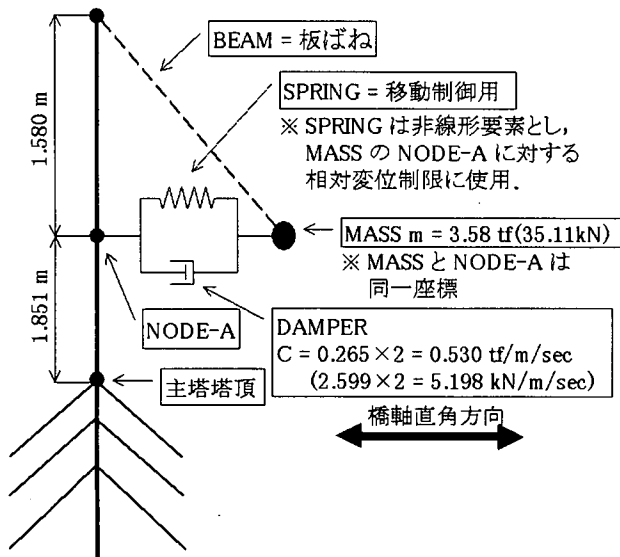 BEAM = 板ばね
SPRING = 移動制御用
※ SPRING は非線形要素とし,
MASS の NODE-A に対する
相対変位制限に使用.
1.580 m
MASS m = 3.58 tf(35.11kN)
※ MASS と NODE-A は
同一座標
NODE-A
1.851 m
DAMPER
C = 0.265×2 = 0.530 tf/m/sec
(2.599×2 = 5.198 kN/m/sec)
主塔塔頂
橋軸直角方向